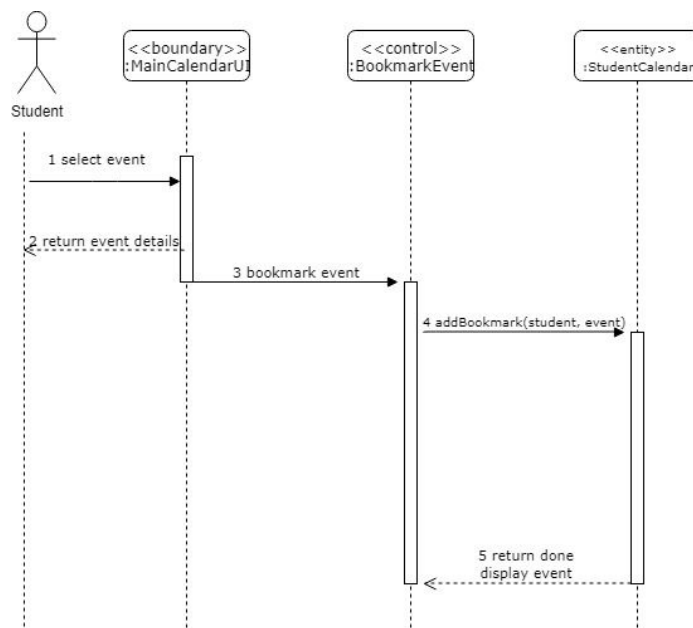 <<boundary>>
:MainCalendarUI
<<control>>
:BookmarkEvent
<<entity>>
:StudentCalendar
Student
1 select event
2 return event details
3 bookmark event
4 addBookmark(student, event)
5 return done
display event